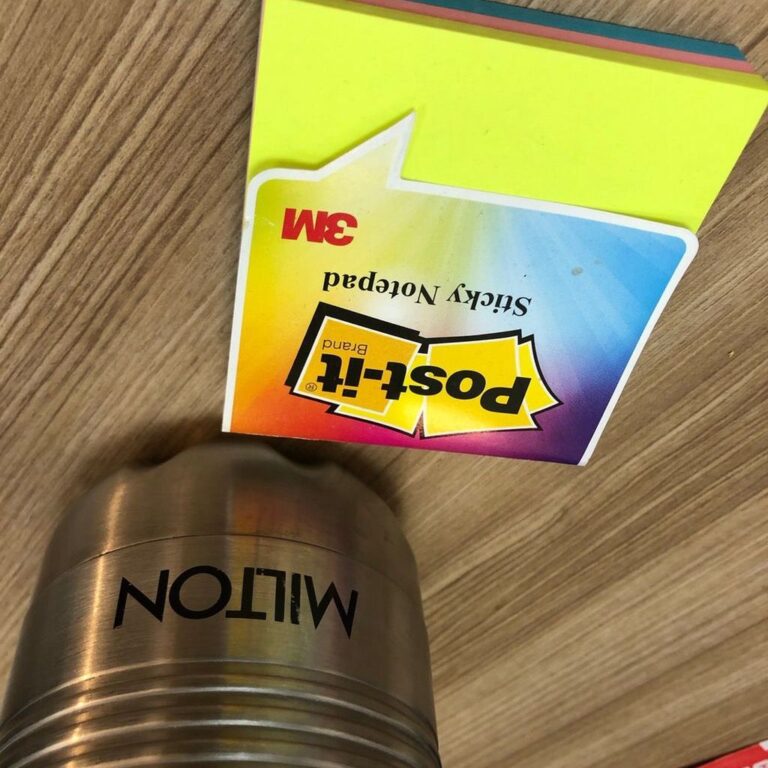 MILTON
Post-it®
Brand
Sticky Notepad
3M